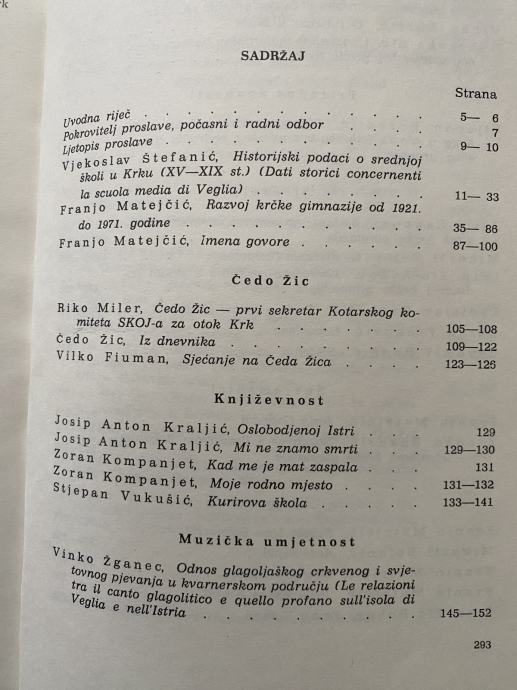 rk
SADRŽAJ
Strana
Uvodna riječ . . . . . . . . . . . 5— 6
Pokrovitelj proslave, počasni i radni odbor . . . . 7
Ljetopis proslave . . . . . . . . . . 9— 10
Vjekoslav Štefanić, Historijski podaci o srednjoj
školi u Krku (XV—XIX st.) (Dati storici concernenti
la scuola media di Veglia) . . . . . . . 11— 33
Franjo Matejčić, Razvoj krčke gimnazije od 1921.
do 1971. godine . . . . . . . . . . 35— 86
Franjo Matejčić, Imena govore . . . . . 87—100
Čedo Žic
Riko Miler, Čedo Žic — prvi sekretar Kotarskog ko-
miteta SKOJ-a za otok Krk . . . . . . 105—108
Čedo Žic, Iz dnevnika . . . . . . . . 109—122
Vilko Fiuman, Sjećanje na Čeda Žica . . . . 123—126
Književnost
Josip Anton Kraljić, Oslobodjenoj Istri . . . 129
Josip Anton Kraljić, Mi ne znamo smrti . . . 129—130
Zoran Kompanjet, Kad me je mat zaspala . . . 131
Zoran Kompanjet, Moje rodno mjesto . . . . 131—132
Stjepan Vukušić, Kurirova škola . . . . . 133—141
Muzička umjetnost
Vinko Žganec, Odnos glagoljaškog crkvenog i svje-
tovnog pjevanja u kvarnerskom području (Le relazioni
tra il canto glagolitico e quello profano sull'isola di
Veglia e nell'Istria . . . . . . . . . 145—152
293